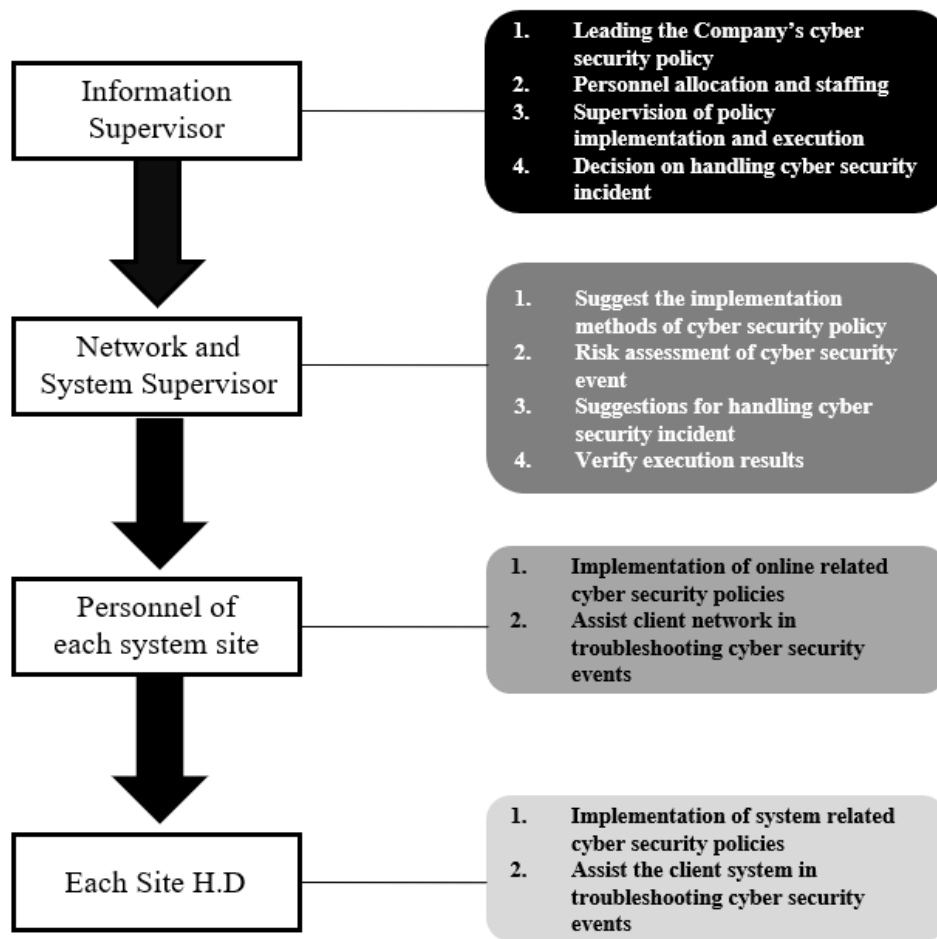 Information
Supervisor
1. Leading the Company's cyber
security policy
2. Personnel allocation and staffing
3. Supervision of policy
implementation and execution
4. Decision on handling cyber security
incident
Network and
System Supervisor
1. Suggest the implementation
methods of cyber security policy
2. Risk assessment of cyber security
event
3. Suggestions for handling cyber
security incident
4. Verify execution results
Personnel of
each system site
1. Implementation of online related
cyber security policies
2. Assist client network in
troubleshooting cyber security
events
Each Site H.D
1. Implementation of system related
cyber security policies
2. Assist the client system in
troubleshooting cyber security
events